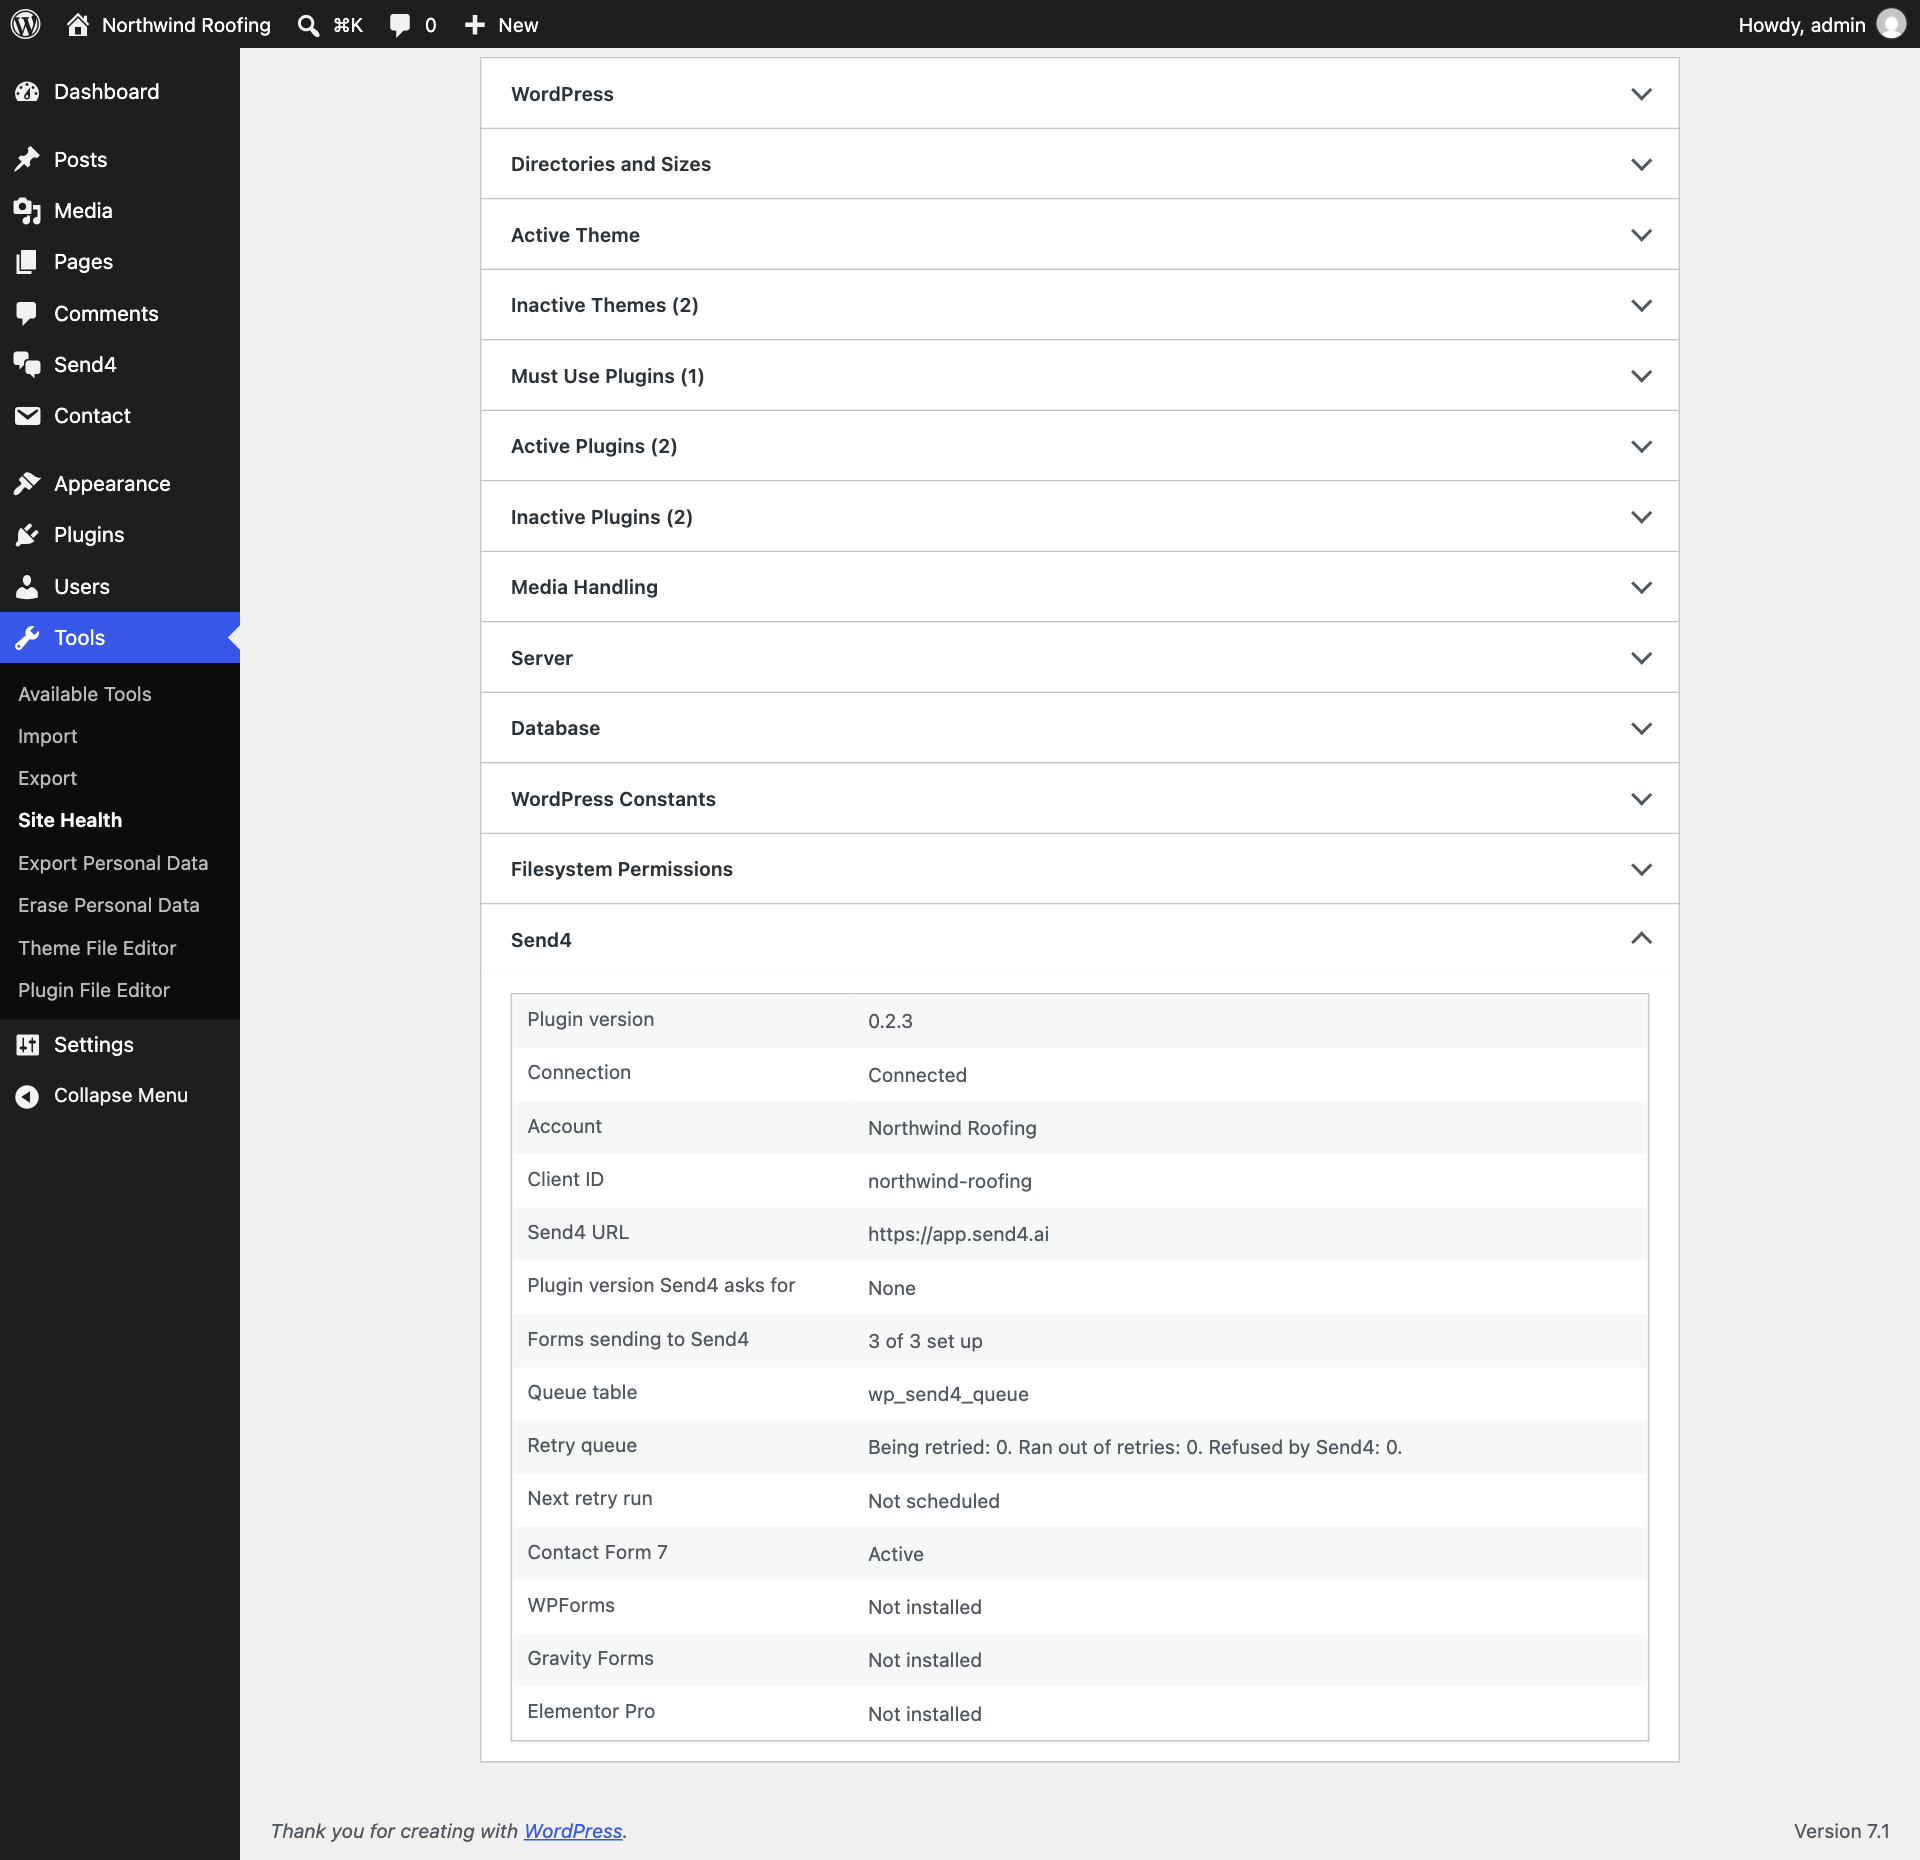 Northwind Roofing
⌘K
0
New
Howdy, admin
Dashboard
Posts
Media
Pages
Comments
Send4
Contact
Appearance
Plugins
Users
Tools
Available Tools
Import
Export
Site Health
Export Personal Data
Erase Personal Data
Theme File Editor
Plugin File Editor
Settings
Collapse Menu
WordPress
Directories and Sizes
Active Theme
Inactive Themes (2)
Must Use Plugins (1)
Active Plugins (2)
Inactive Plugins (2)
Media Handling
Server
Database
WordPress Constants
Filesystem Permissions
Send4
Plugin version 0.2.3
Connection Connected
Account Northwind Roofing
Client ID northwind-roofing
Send4 URL https://app.send4.ai
Plugin version Send4 asks for None
Forms sending to Send4 3 of 3 set up
Queue table wp_send4_queue
Retry queue Being retried: 0. Ran out of retries: 0. Refused by Send4: 0.
Next retry run Not scheduled
Contact Form 7 Active
WPForms Not installed
Gravity Forms Not installed
Elementor Pro Not installed
Thank you for creating with WordPress.
Version 7.1